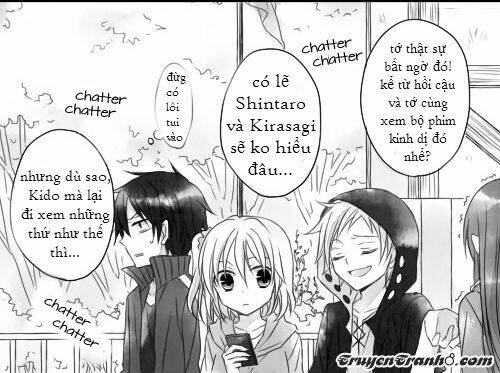 chatter
chatter
tớ thật sự
bất ngờ đó!
kể từ hồi cậu
và tớ cùng
xem bộ phim
kinh dị đó
nhể?
có lẽ
Shintaro
và Kirasagi
sẽ ko hiểu
đâu...
đừg
có
lôi
tui
vào
chatter
chatter
nhưng dù sao,
Kido mà lại
đi xem những
thứ như thế
thì...
chatter
chatter
TruyenTranh8.com